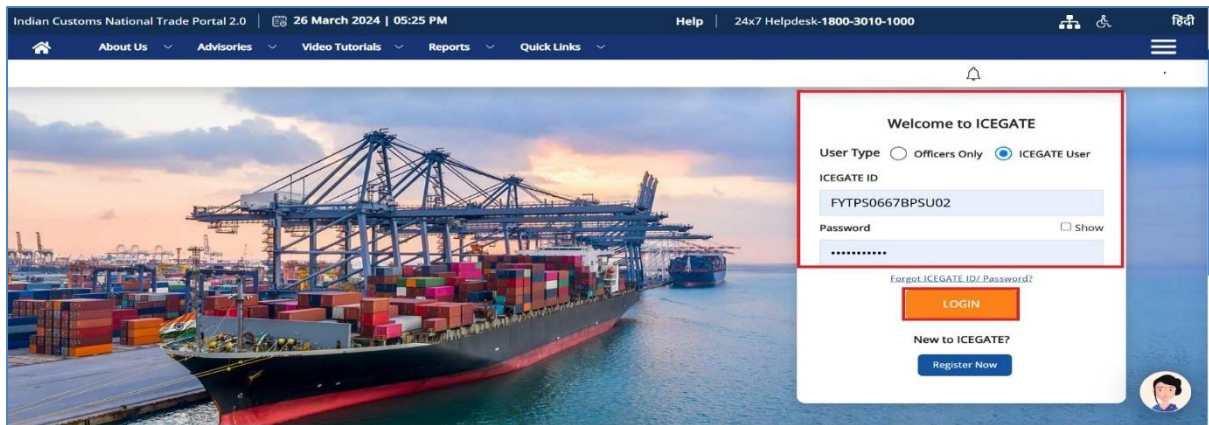 Indian Customs National Trade Portal 2.0 26 March 2024 | 05:25 PM Help 24x7 Helpdesk-1800-3010-1000 हिंदी
About Us Advisories Video Tutorials Reports Quick Links
Welcome to ICEGATE
User Type Officers Only ICEGATE User
ICEGATE ID
FYTPS0667BPSU02
Password Show
•••••••••••
Forgot ICEGATE ID/ Password?
LOGIN
New to ICEGATE?
Register Now